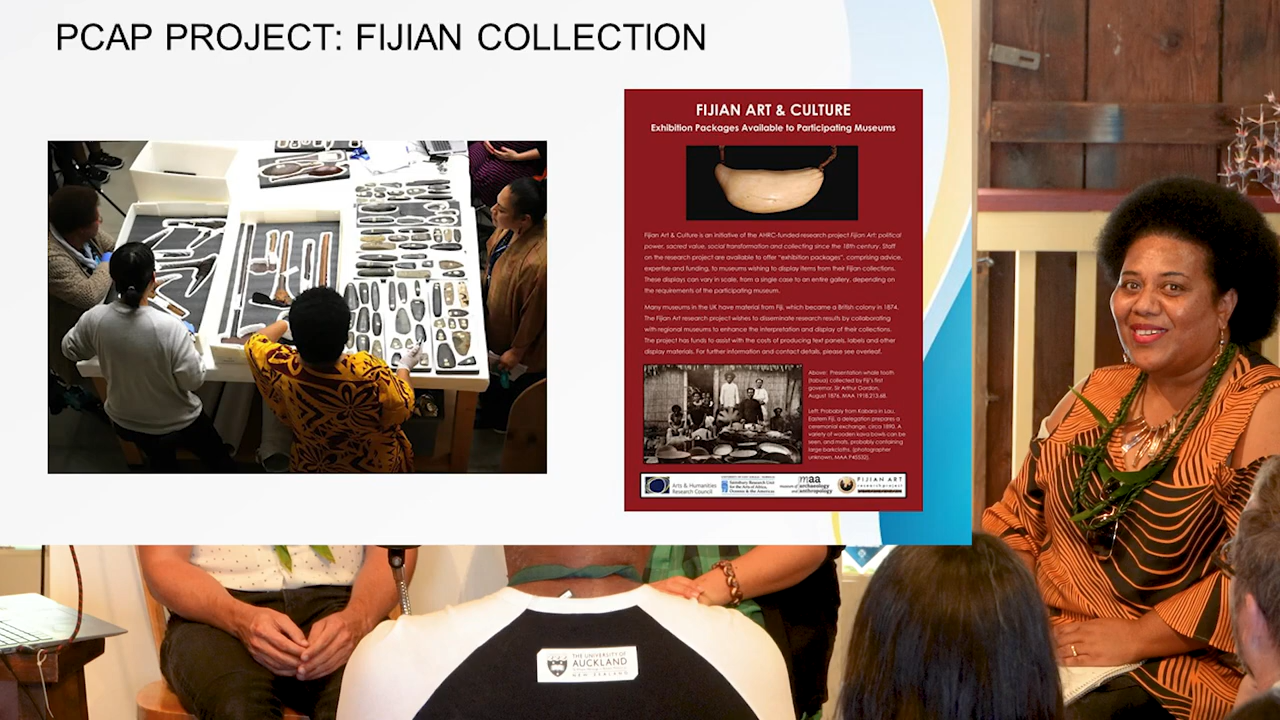 PCAP PROJECT: FIJIAN COLLECTION
FIJIAN ART & CULTURE
Exhibition Packages Available to Participating Museums
Fijian Art & Culture is an initiative of the AHRC-funded research project Fijian Art: political
power, sacred value, social transformation and collecting since the 18th century. Staff
on the research project are available to offer "exhibition packages", comprising advice,
expertise and funding, to museums wishing to display items from their Fijian collections.
These displays can vary in scale, from a single case to an entire gallery, depending on
the requirements of the participating museum.
Many museums in the UK have material from Fiji, which became a British colony in 1874.
The Fijian Art research project wishes to disseminate research results by collaborating
with regional museums to enhance the interpretation and display of their collections.
The project has funds to assist with the costs of producing text panels, labels and other
display materials. For further information and contact details, please see overleaf.
Above: Presentation whale tooth
(tabua) collected by Fiji's first
governor, Sir Arthur Gordon,
August 1876. MAA 1918.213.68.
Left: Probably from Kabara in Lau,
Eastern Fiji, a delegation prepares a
ceremonial exchange, circa 1890. A
variety of wooden kava bowls can be
seen, and mats, probably containing
large barkcloths. (photographer
unknown, MAA P45532).
Arts & Humanities
Research Council
Sainsbury Research Unit
for the Arts of Africa,
Oceania & the Americas
maa
museum of archaeology
and anthropology
FIJIAN ART
research project
THE UNIVERSITY OF
AUCKLAND
NEW ZEALAND